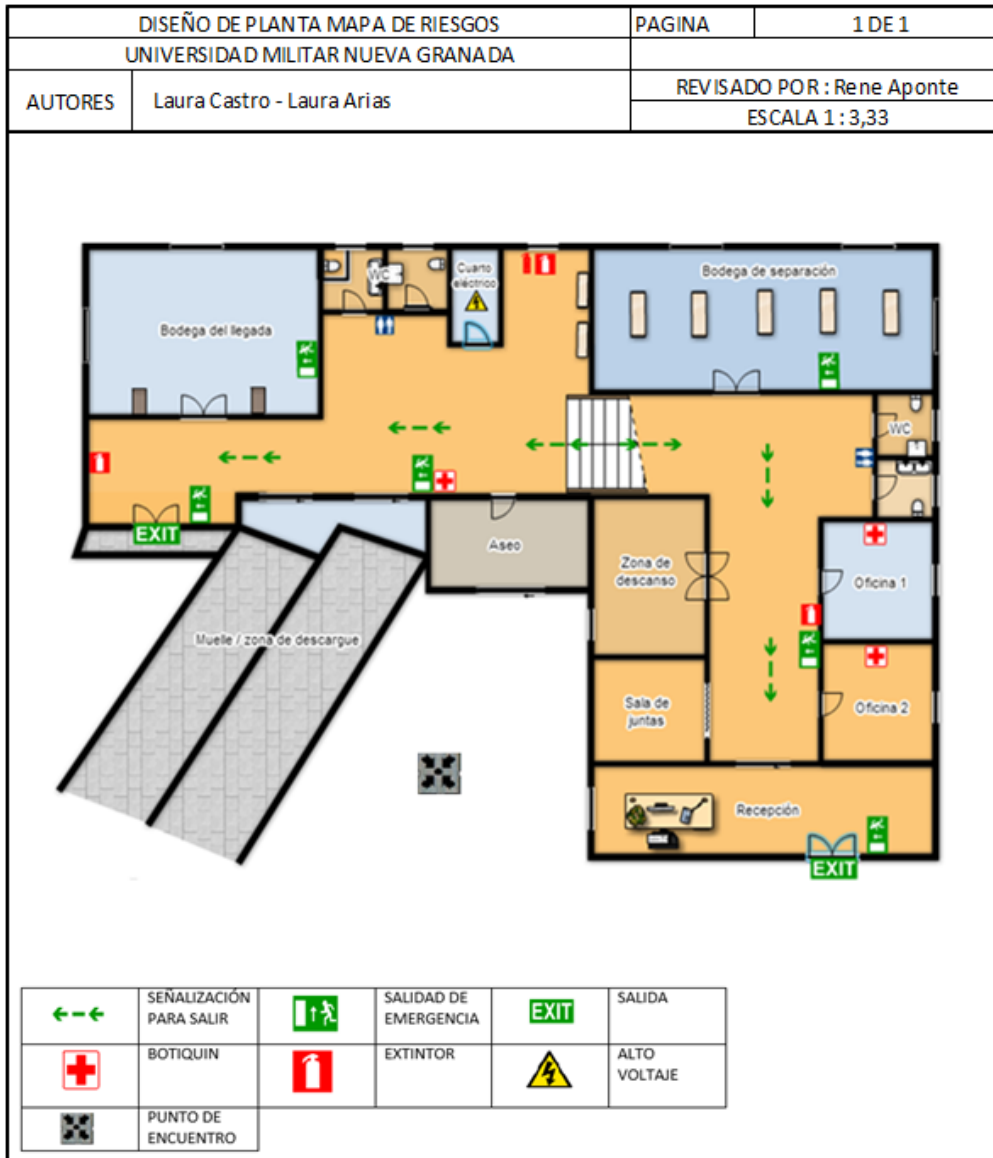 DISEÑO DE PLANTA MAPA DE RIESGOS
PAGINA
1 DE 1
UNIVERSIDAD MILITAR NUEVA GRANADA
AUTORES
Laura Castro - Laura Arias
REVISADO POR : Rene Aponte
ESCALA 1 : 3,33
WC
Cuarto
eléctrico
Bodega de separación
Bodega del llegada
WC
EXIT
Aseo
Zona de
descanso
Oficina 1
Muelle / zona de descargue
Sala de
juntas
Oficina 2
Recepción
EXIT
SEÑALIZACIÓN
PARA SALIR
SALIDAD DE
EMERGENCIA
EXIT
SALIDA
BOTIQUIN
EXTINTOR
ALTO
VOLTAJE
PUNTO DE
ENCUENTRO